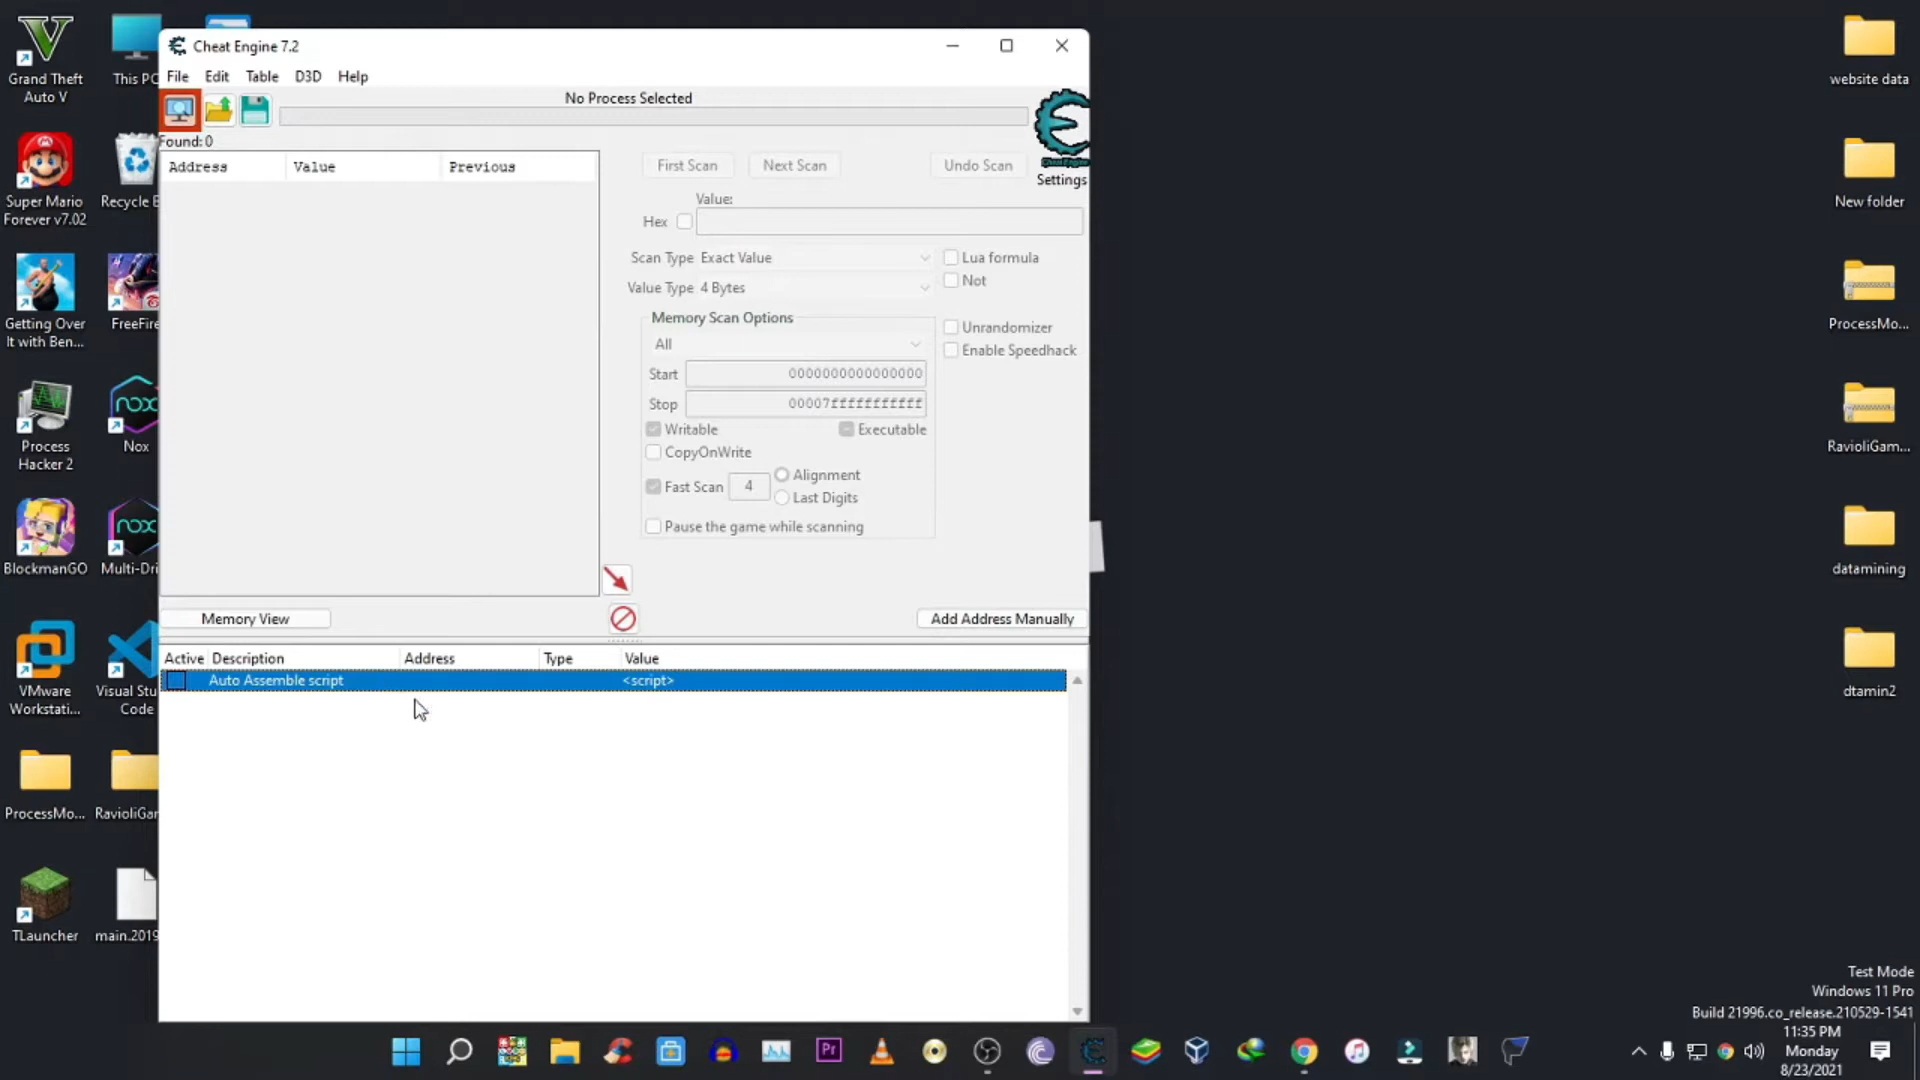 Grand Theft
Auto V
This PC
Super Mario
Forever v7.02
Recycle B
Getting Over
It with Ben...
FreeFire
Process
Hacker 2
Nox
BlockmanGO
Multi-Dri
VMware
Workstati...
Visual Stu
Code
ProcessMo...
RavioliGar
TLauncher
main.2019
Cheat Engine 7.2
File Edit Table D3D Help
No Process Selected
Found: 0
Address Value Previous
First Scan Next Scan Undo Scan
Cheat Engine
Settings
Value:
Hex
Scan Type Exact Value
Lua formula
Value Type 4 Bytes
Not
Memory Scan Options
All
Unrandomizer
Enable Speedhack
Start 0000000000000000
Stop 00007fffffffffff
Writable Executable
CopyOnWrite
Fast Scan 4 Alignment
Last Digits
Pause the game while scanning
Memory View
Add Address Manually
Active Description Address Type Value
Auto Assemble script <script>
website data
New folder
ProcessMo...
RavioliGam...
datamining
dtamin2
Test Mode
Windows 11 Pro
Build 21996.co_release.210529-1541
nox
nox
Pr
11:35 PM
Monday
8/23/2021